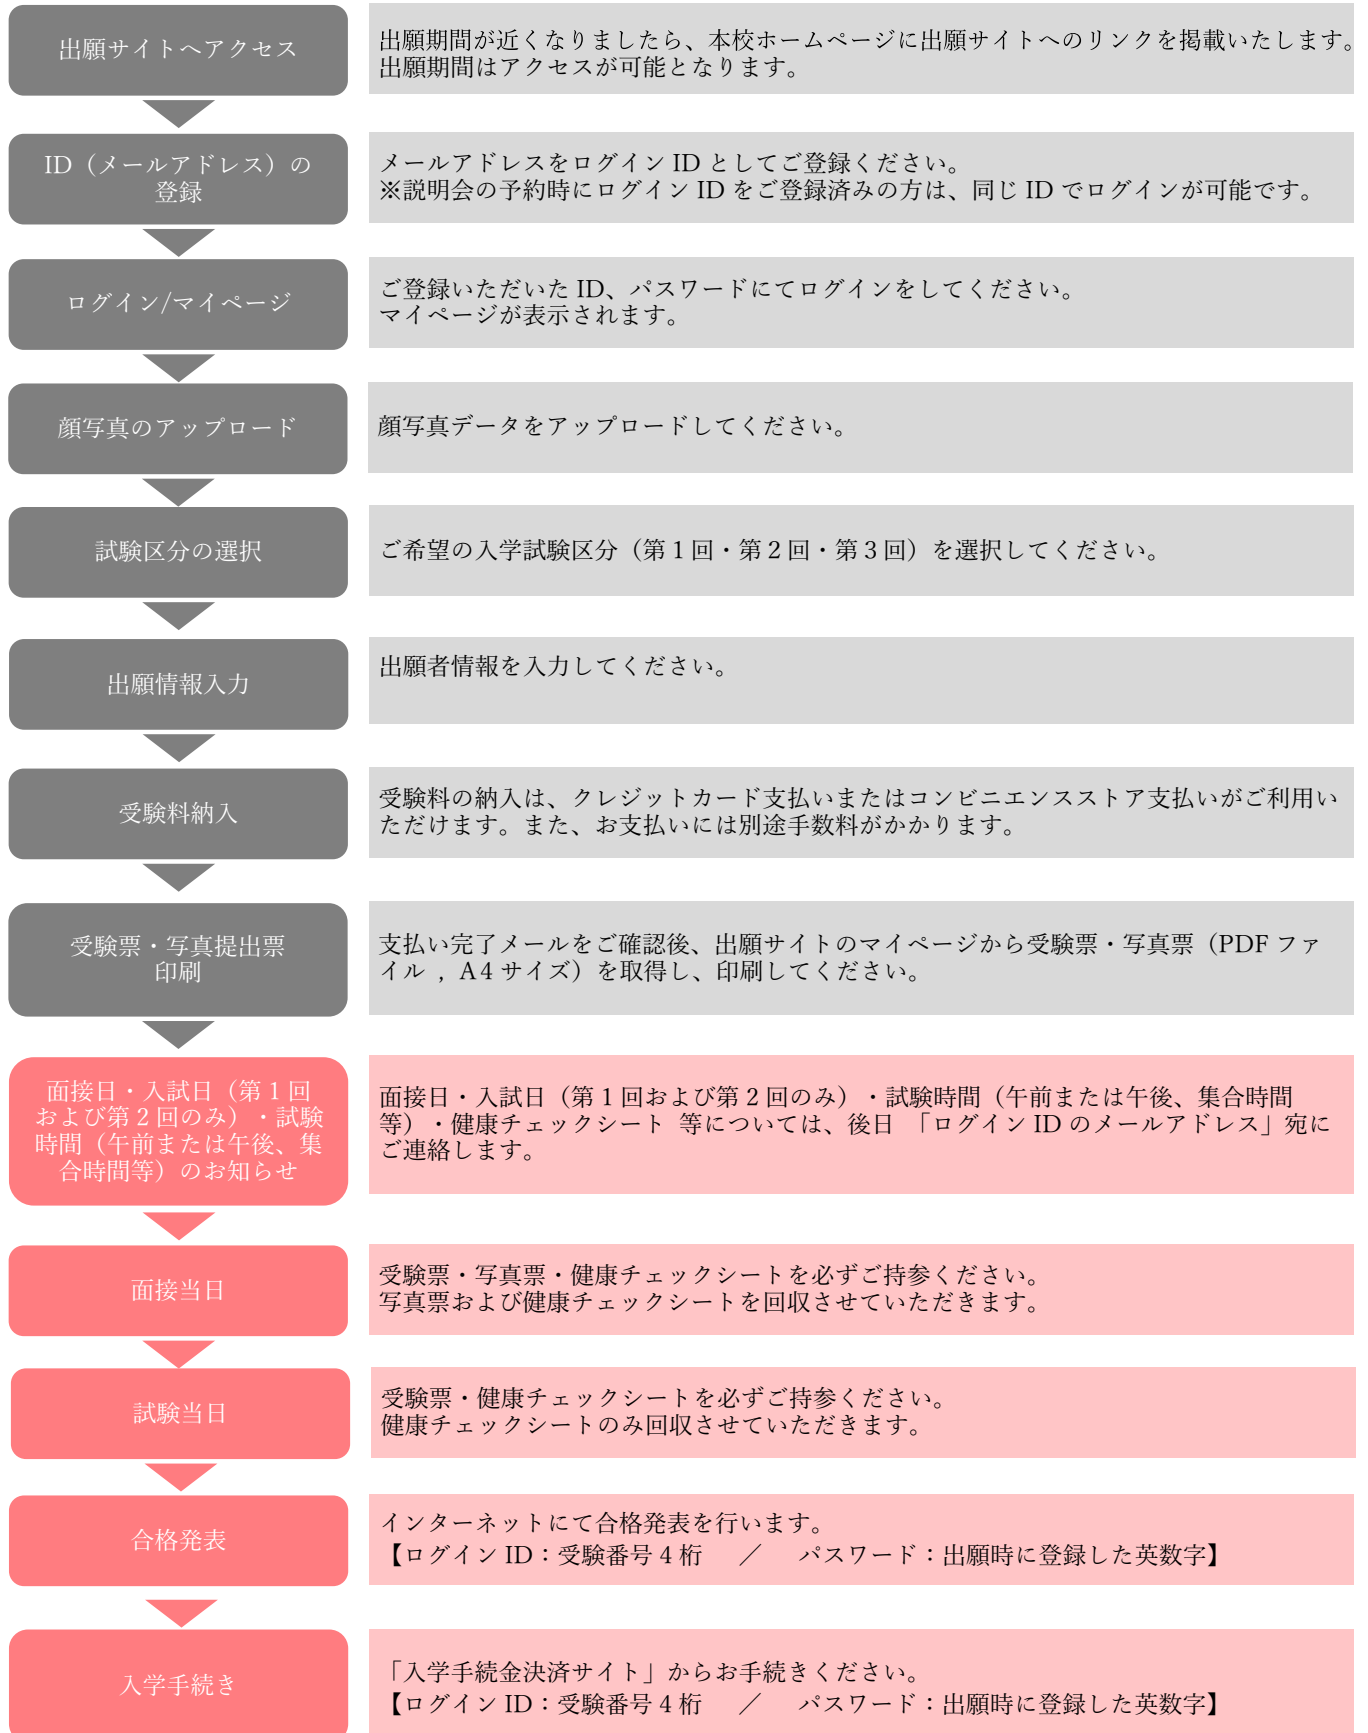 出願サイトへアクセス
出願期間が近くなりましたら、本校ホームページに出願サイトへのリンクを掲載いたします。
出願期間はアクセスが可能となります。
ID（メールアドレス）の
登録
メールアドレスをログイン ID としてご登録ください。
※説明会の予約時にログイン ID をご登録済みの方は、同じ ID でログインが可能です。
ログイン/マイページ
ご登録いただいた ID、パスワードにてログインをしてください。
マイページが表示されます。
顔写真のアップロード
顔写真データをアップロードしてください。
試験区分の選択
ご希望の入学試験区分（第１回・第２回・第３回）を選択してください。
出願情報入力
出願者情報を入力してください。
受験料納入
受験料の納入は、クレジットカード支払いまたはコンビニエンスストア支払いがご利用い
ただけます。また、お支払いには別途手数料がかかります。
受験票・写真提出票
印刷
支払い完了メールをご確認後、出願サイトのマイページから受験票・写真票（PDF ファ
イル , A４サイズ）を取得し、印刷してください。
面接日・入試日（第１回
および第２回のみ）・試験
時間（午前または午後、集
合時間等）のお知らせ
面接日・入試日（第１回および第２回のみ）・試験時間（午前または午後、集合時間
等）・健康チェックシート 等については、後日 「ログイン ID のメールアドレス」宛に
ご連絡します。
面接当日
受験票・写真票・健康チェックシートを必ずご持参ください。
写真票および健康チェックシートを回収させていただきます。
試験当日
受験票・健康チェックシートを必ずご持参ください。
健康チェックシートのみ回収させていただきます。
合格発表
インターネットにて合格発表を行います。
【ログイン ID：受験番号４桁 ／ パスワード：出願時に登録した英数字】
入学手続き
「入学手続金決済サイト」からお手続きください。
【ログイン ID：受験番号４桁 ／ パスワード：出願時に登録した英数字】